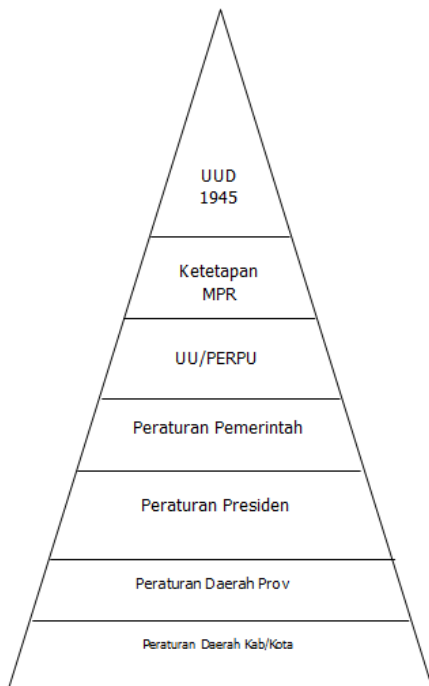 UUD
1945
Ketetapan
MPR
UU/PERPU
Peraturan Pemerintah
Peraturan Presiden
Peraturan Daerah Prov
Peraturan Daerah Kab/Kota